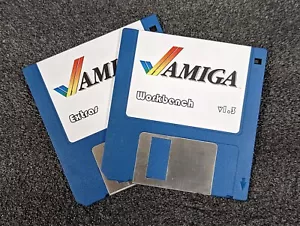 AMIGA
Extras
AMIGA
Workbench
v1.3